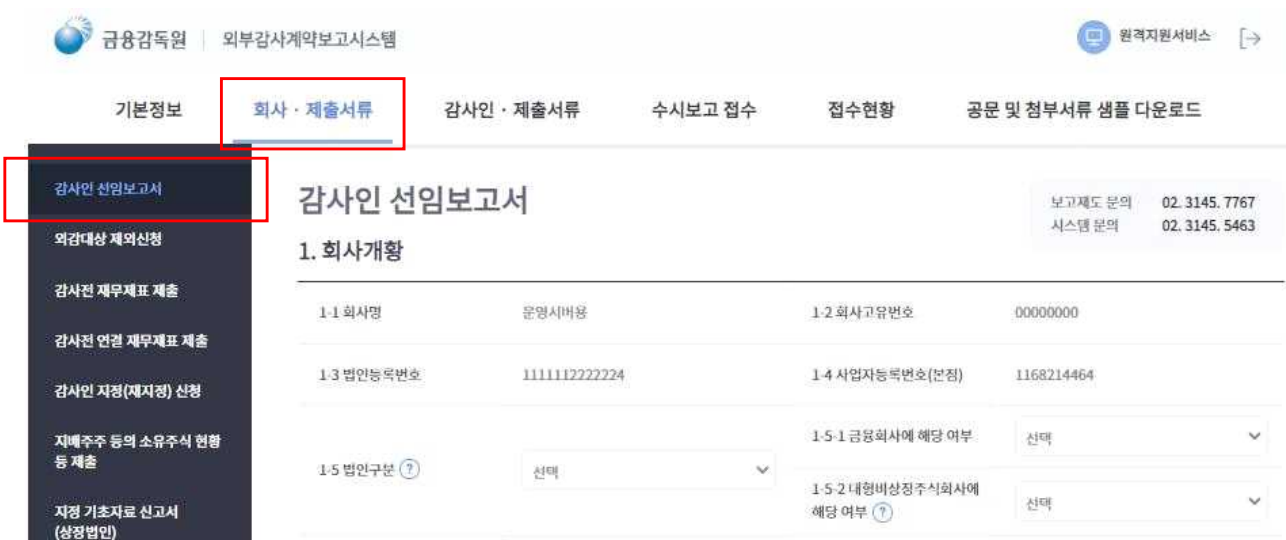 금융감독원 외부감사계약보고시스템 원격지원서비스
기본정보 회사 · 제출서류 감사인 · 제출서류 수시보고 접수 접수현황 공문 및 첨부서류 샘플 다운로드
감사인 선임보고서
외감대상 제외신청
감사전 재무제표 제출
감사전 연결 재무제표 제출
감사인 지정(재지정) 신청
지배주주 등의 소유주식 현황
등 제출
지정 기초자료 신고서
(상장법인)
감사인 선임보고서
보고제도 문의 02. 3145. 7767
시스템 문의 02. 3145. 5463
1. 회사개황
1-1 회사명 운영서버용 1-2 회사고유번호 00000000
1-3 법인등록번호 1111112222224 1-4 사업자등록번호(본점) 1168214464
1-5 법인구분 ? 선택
1-5-1 금융회사에 해당 여부 선택
1-5-2 대형비상장주식회사에
해당 여부 ? 선택